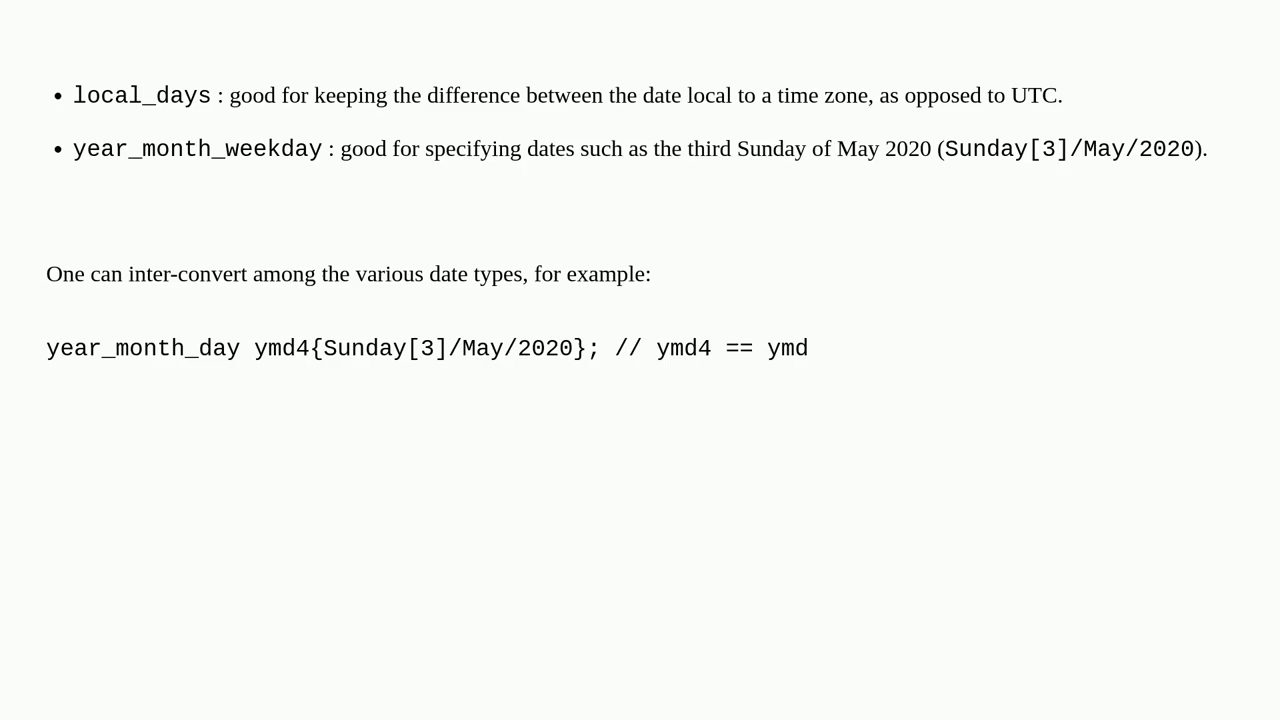 • local_days : good for keeping the difference between the date local to a time zone, as opposed to UTC.
• year_month_weekday : good for specifying dates such as the third Sunday of May 2020 (Sunday[3]/May/2020).
One can inter-convert among the various date types, for example:
year_month_day ymd4{Sunday[3]/May/2020}; // ymd4 == ymd